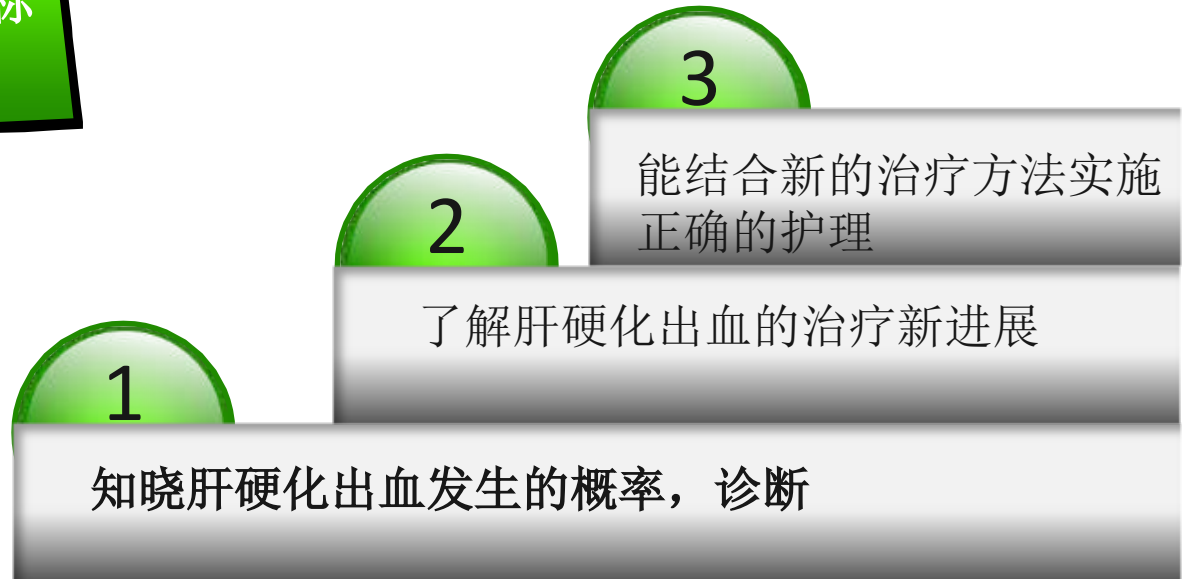 标
3
能结合新的治疗方法实施
正确的护理
2
了解肝硬化出血的治疗新进展
1
知晓肝硬化出血发生的概率，诊断